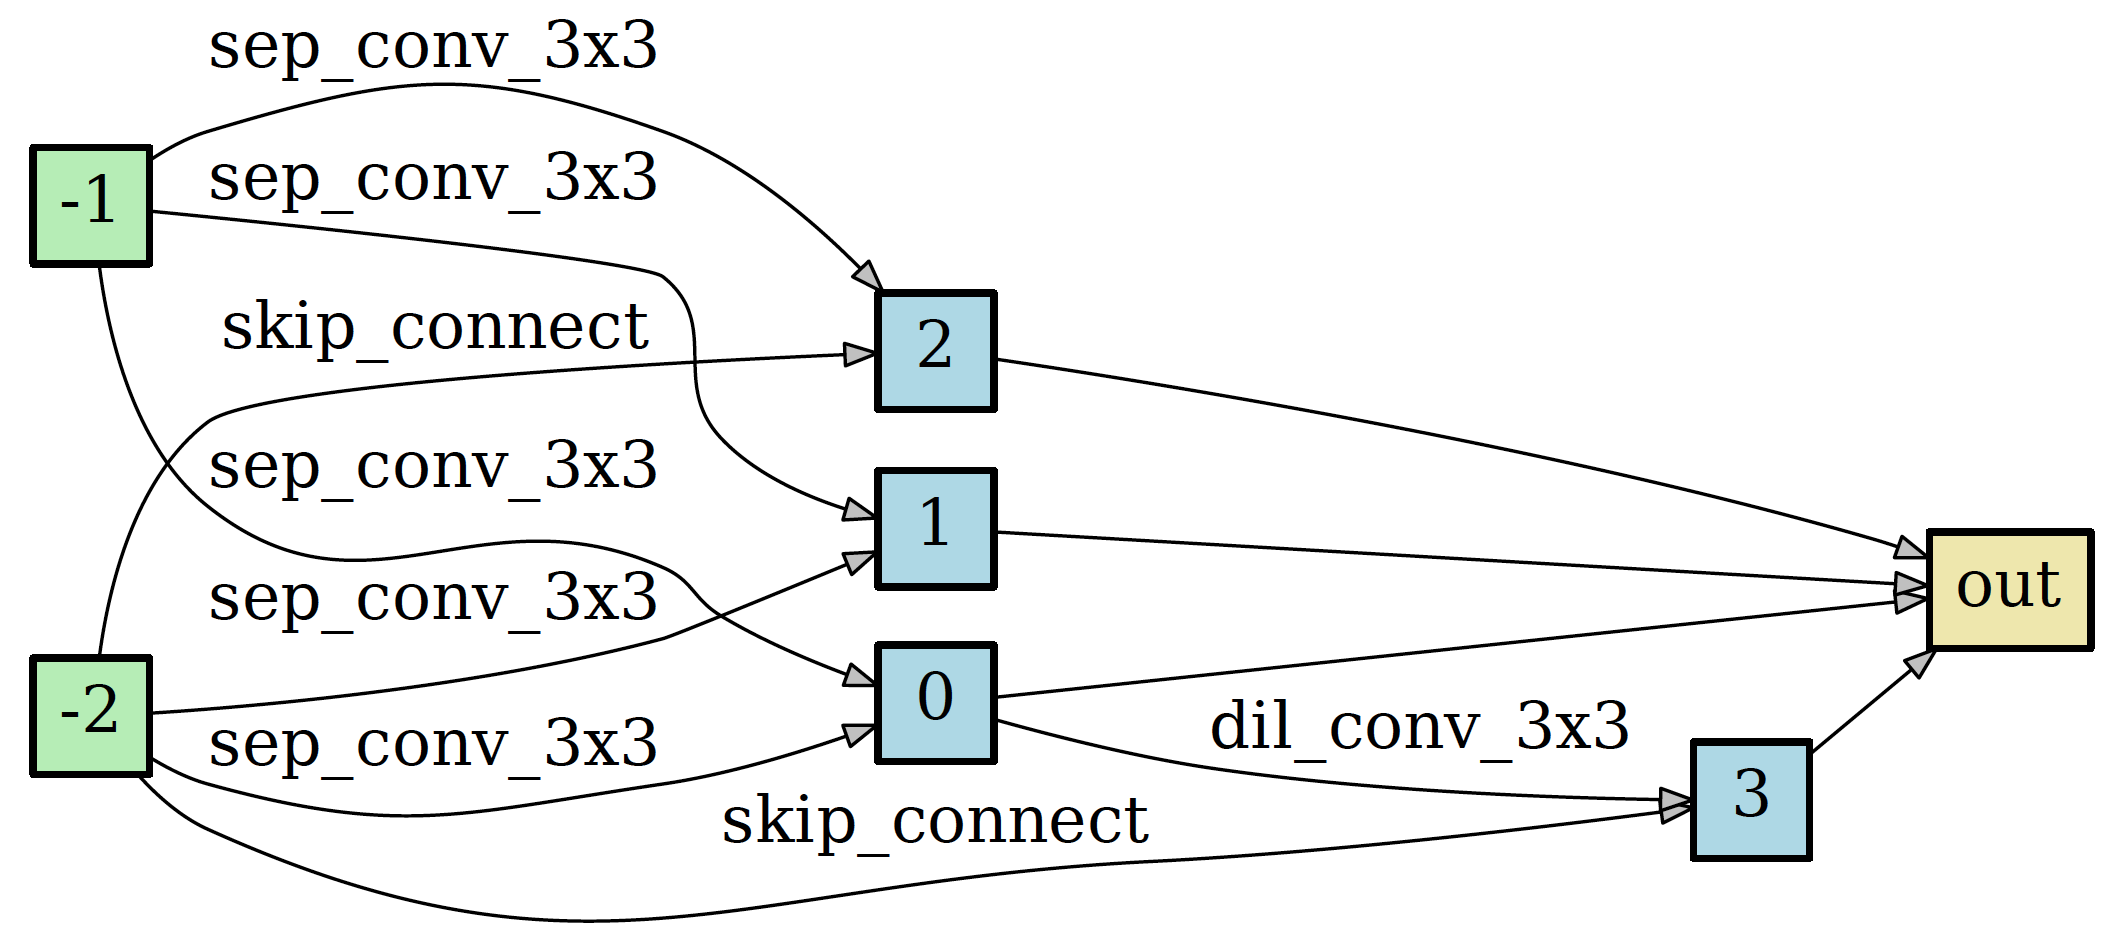 sep_conv_3x3
sep_conv_3x3
-1
skip_connect
2
sep_conv_3x3
1
sep_conv_3x3
out
-2
0
sep_conv_3x3
dil_conv_3x3
3
skip_connect